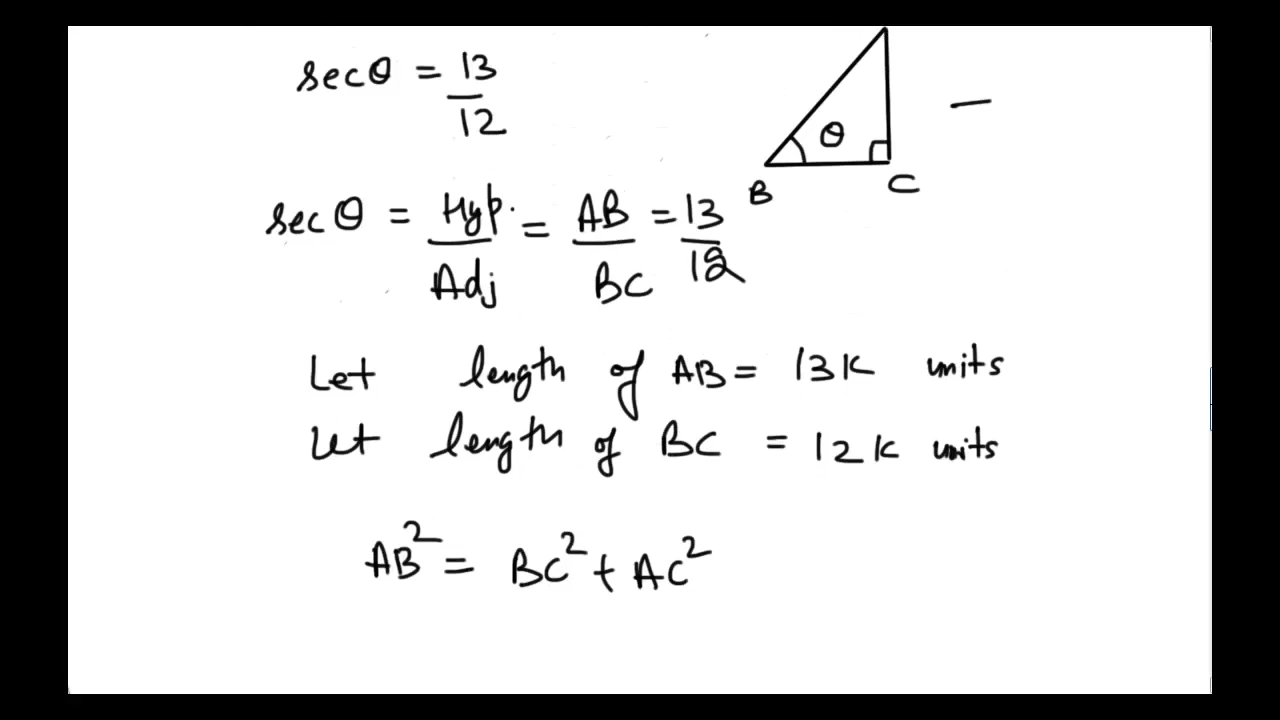 secθ = 13/12
θ
B C
secθ = Hyp./Adj = AB/BC = 13/12
Let length of AB = 13K units
Let length of BC = 12K units
AB² = BC² + AC²